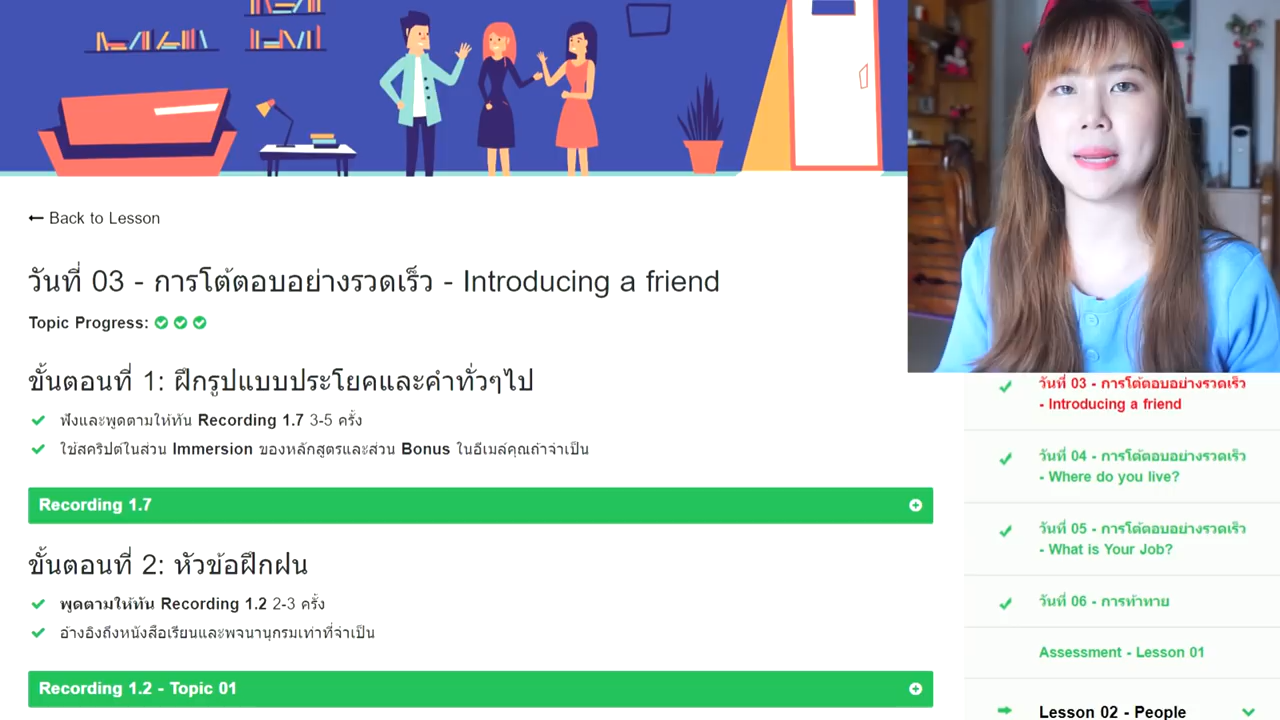 Back to Lesson
วันที่ 03 - การโต้ตอบอย่างรวดเร็ว - Introducing a friend
Topic Progress:
ขั้นตอนที่ 1: ฝึกรูปแบบประโยคและคำทั่วๆไป
ฟังและพูดตามให้ทัน Recording 1.7 3-5 ครั้ง
ใช้สคริปต์ในส่วน Immersion ของหลักสูตรและส่วน Bonus ในอีเมล์คุณถ้าจำเป็น
Recording 1.7
ขั้นตอนที่ 2: หัวข้อฝึกฝน
พูดตามให้ทัน Recording 1.2 2-3 ครั้ง
อ้างอิงถึงหนังสือเรียนและพจนานุกรมเท่าที่จำเป็น
Recording 1.2 - Topic 01
วันที่ 03 - การโต้ตอบอย่างรวดเร็ว
- Introducing a friend
วันที่ 04 - การโต้ตอบอย่างรวดเร็ว
- Where do you live?
วันที่ 05 - การโต้ตอบอย่างรวดเร็ว
- What is Your Job?
วันที่ 06 - การท้าทาย
Assessment - Lesson 01
Lesson 02 - People